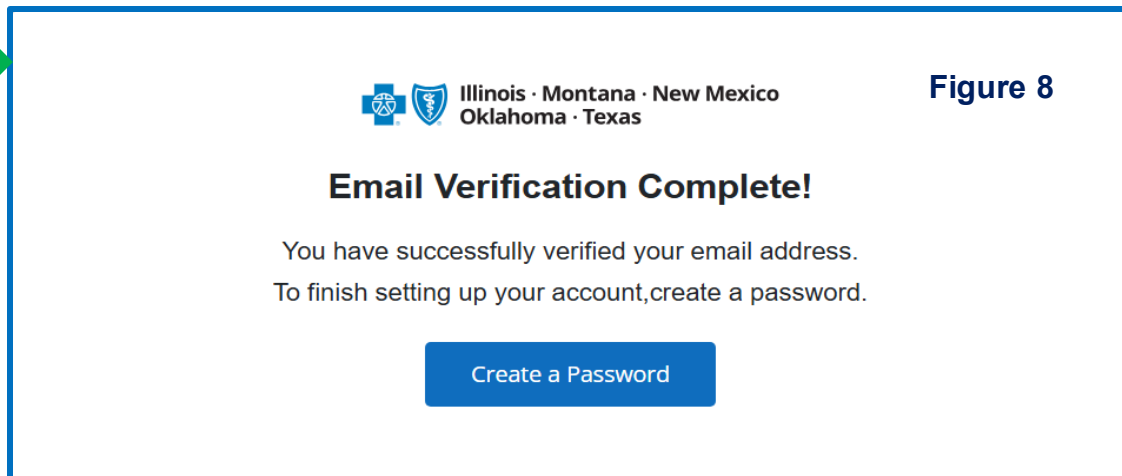 Illinois · Montana · New Mexico
Oklahoma · Texas
Figure 8
Email Verification Complete!
You have successfully verified your email address.
To finish setting up your account,create a password.
Create a Password